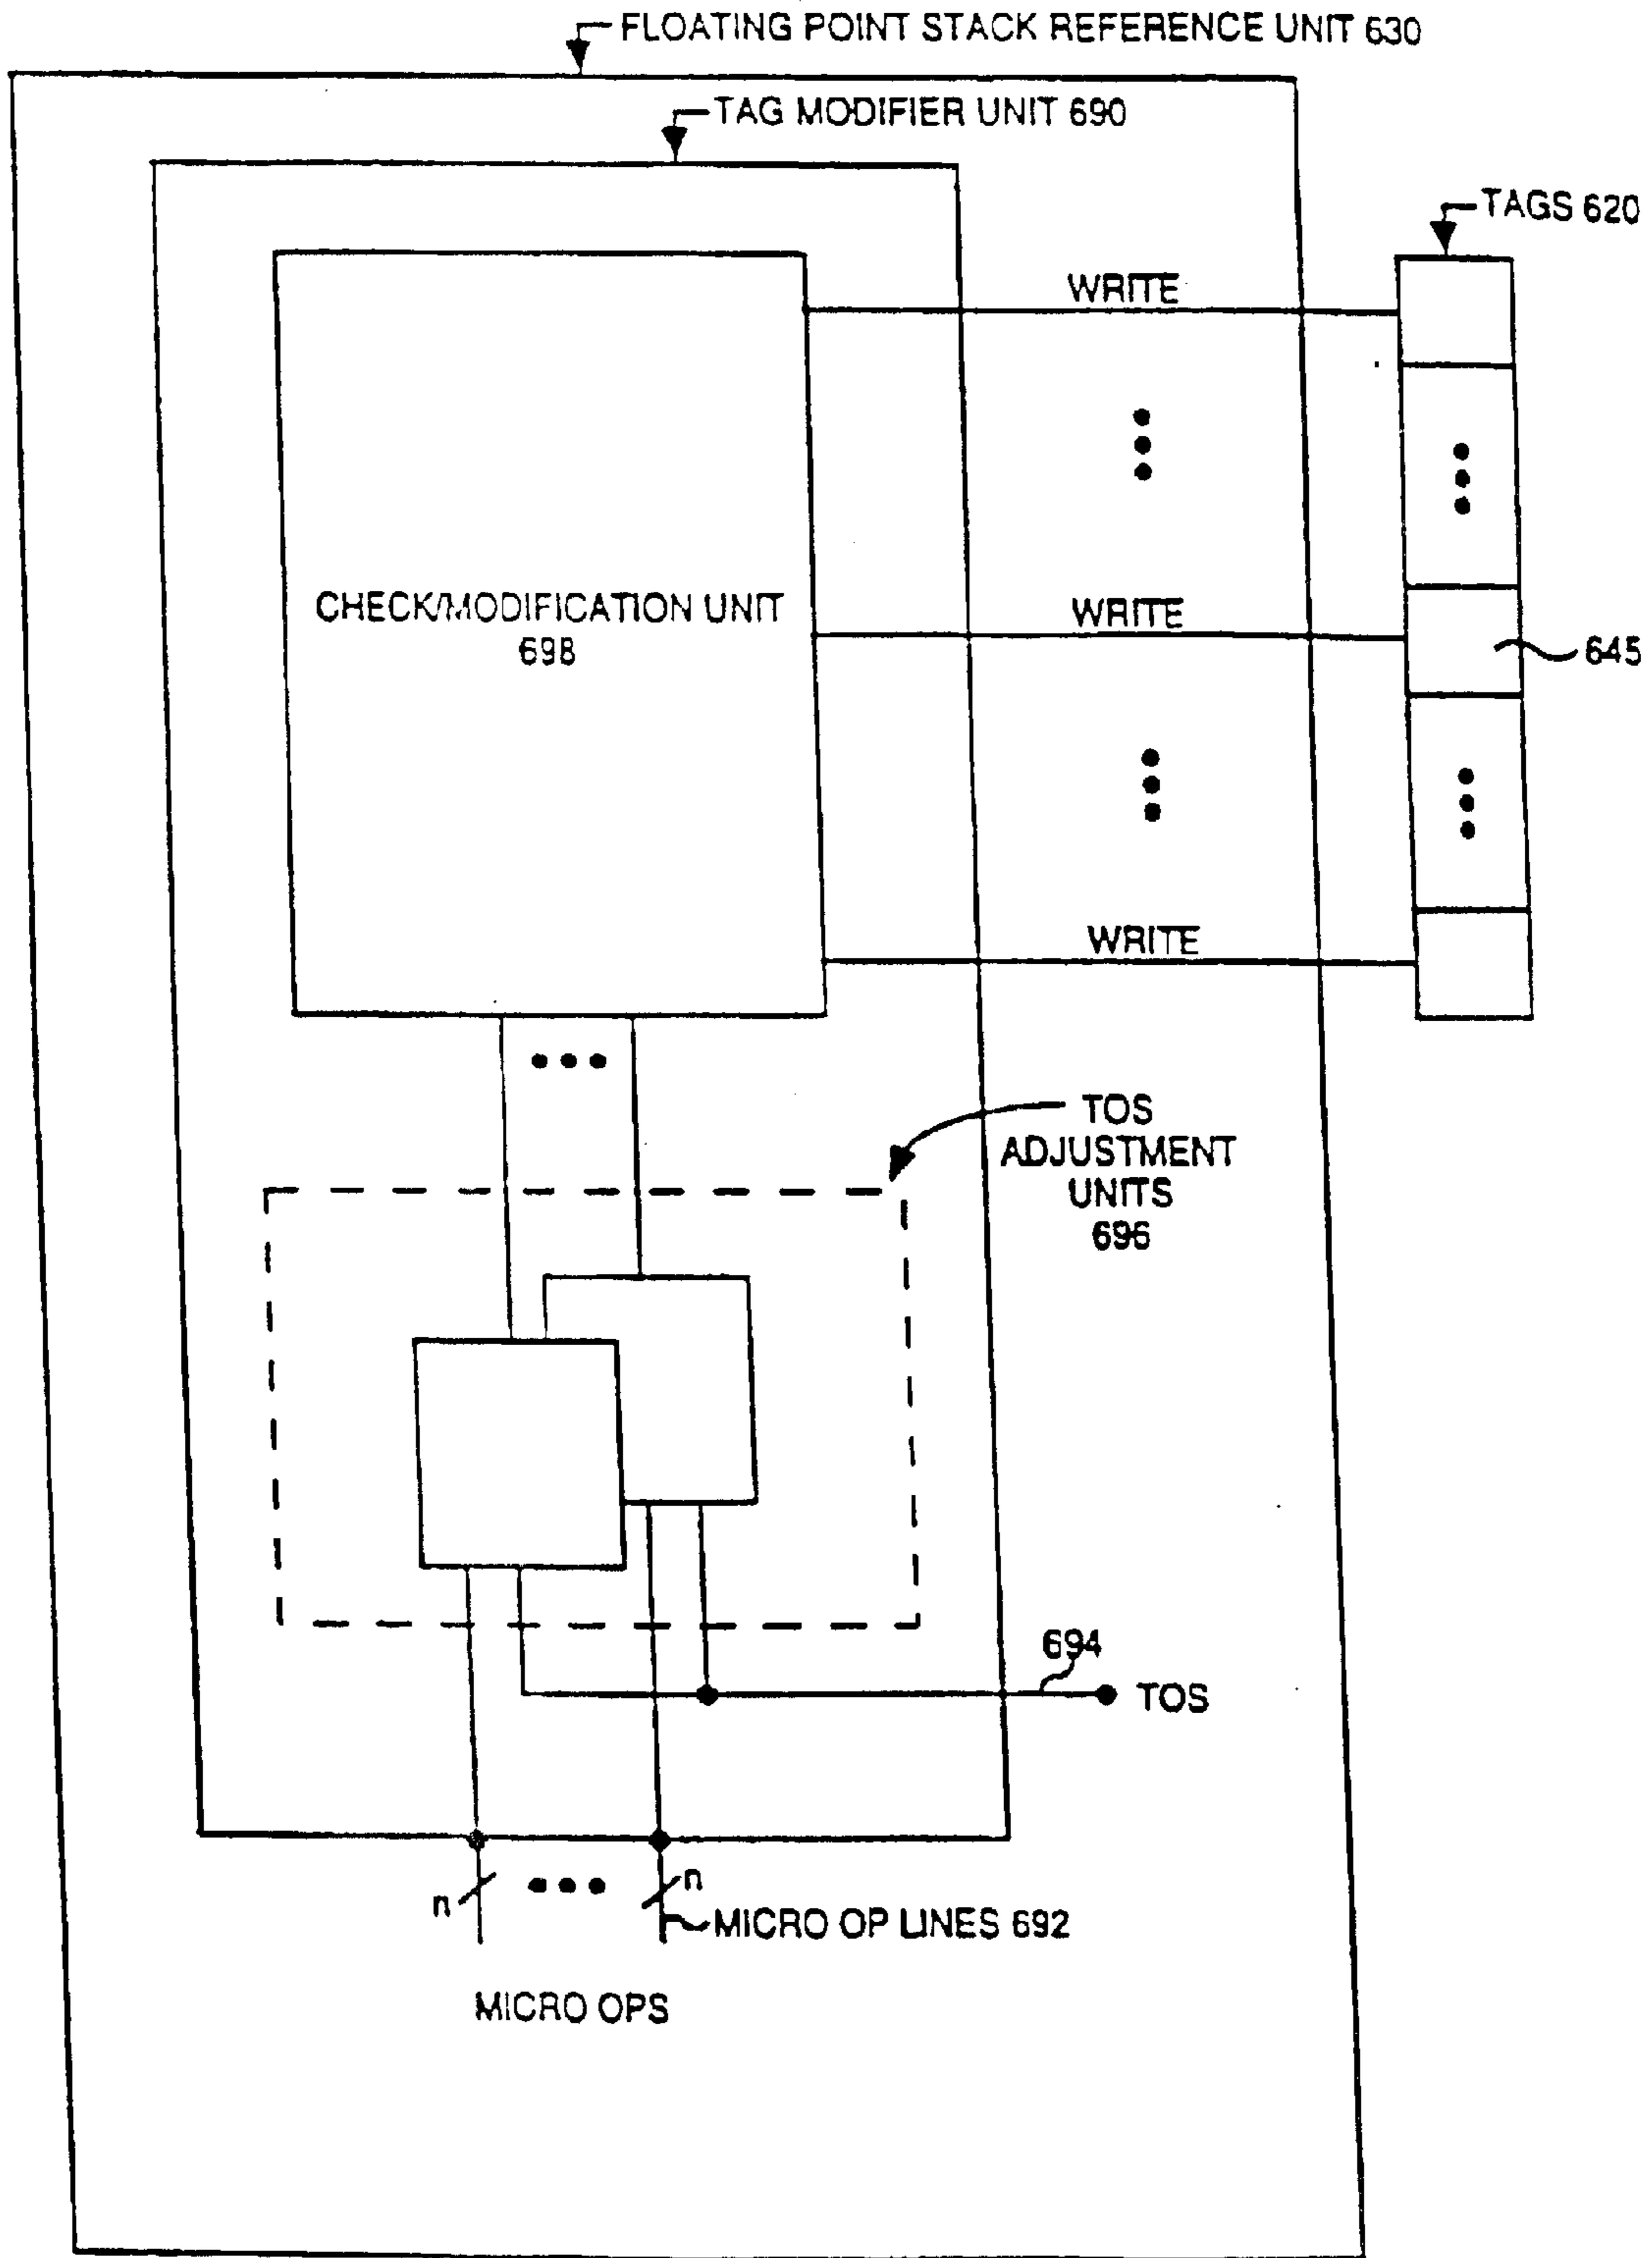 FLOATING POINT STACK REFERENCE UNIT 630
TAG MODIFIER UNIT 690
TAGS 620
WRITE
CHECK/MODIFICATION UNIT
698
WRITE
645
WRITE
TOS
ADJUSTMENT
UNITS
696
694
TOS
n
n
MICRO OP LINES 692
MICRO OPS